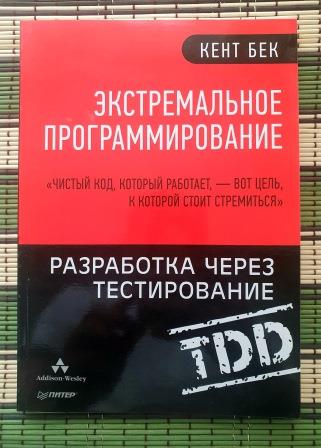 КЕНТ БЕК
ЭКСТРЕМАЛЬНОЕ
ПРОГРАММИРОВАНИЕ
«ЧИСТЫЙ КОД, КОТОРЫЙ РАБОТАЕТ, — ВОТ ЦЕЛЬ,
К КОТОРОЙ СТОИТ СТРЕМИТЬСЯ»
РАЗРАБОТКА ЧЕРЕЗ
ТЕСТИРОВАНИЕ
TDD
Addison-Wesley
ПИТЕР